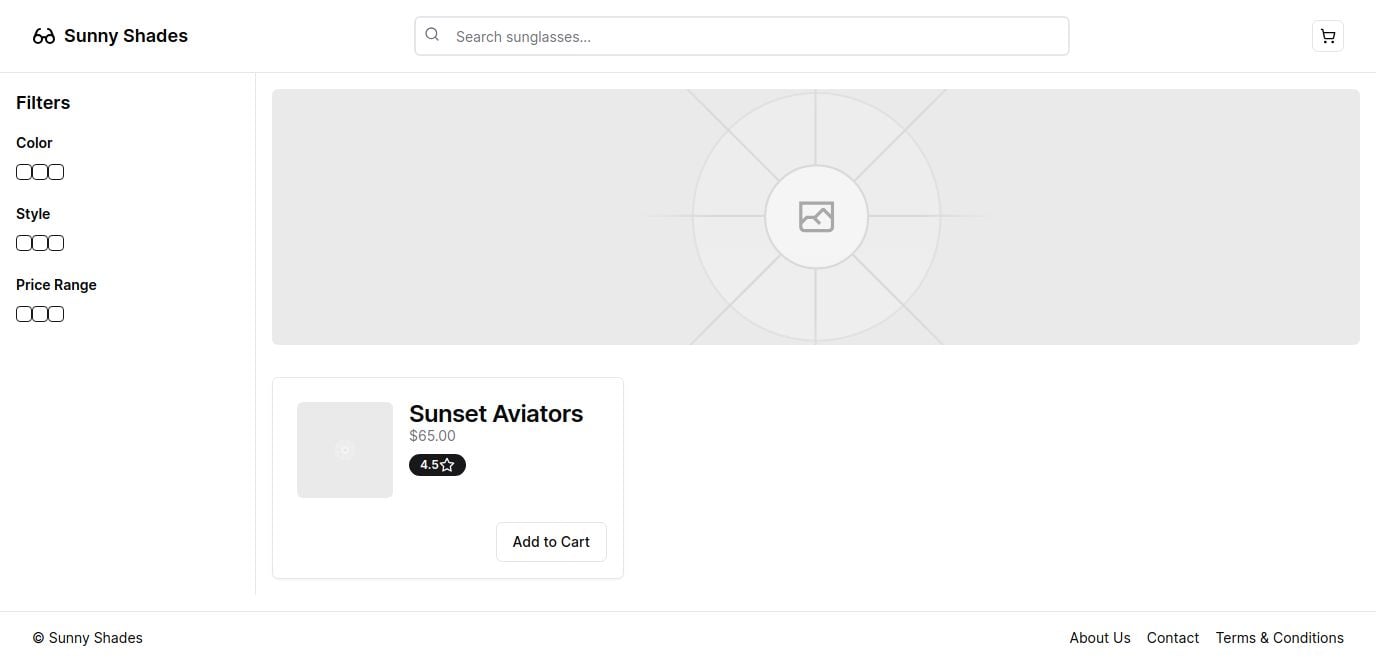 Sunny Shades
Search sunglasses...
Filters
Color
Style
Price Range
Sunset Aviators
$65.00
4.5
Add to Cart
© Sunny Shades
About Us Contact Terms & Conditions